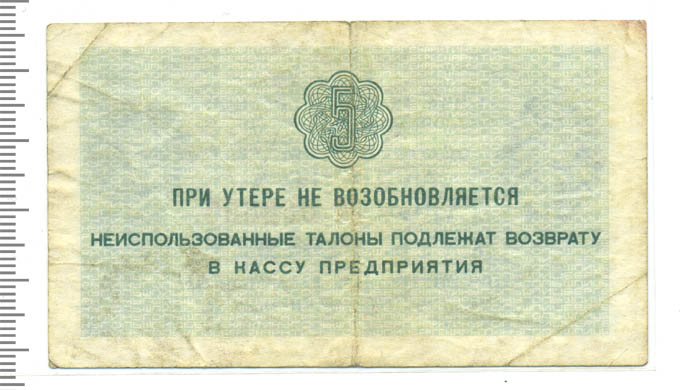 5
ПРИ УТЕРЕ НЕ ВОЗОБНОВЛЯЕТСЯ
НЕИСПОЛЬЗОВАННЫЕ ТАЛОНЫ ПОДЛЕЖАТ ВОЗВРАТУ
В КАССУ ПРЕДПРИЯТИЯ